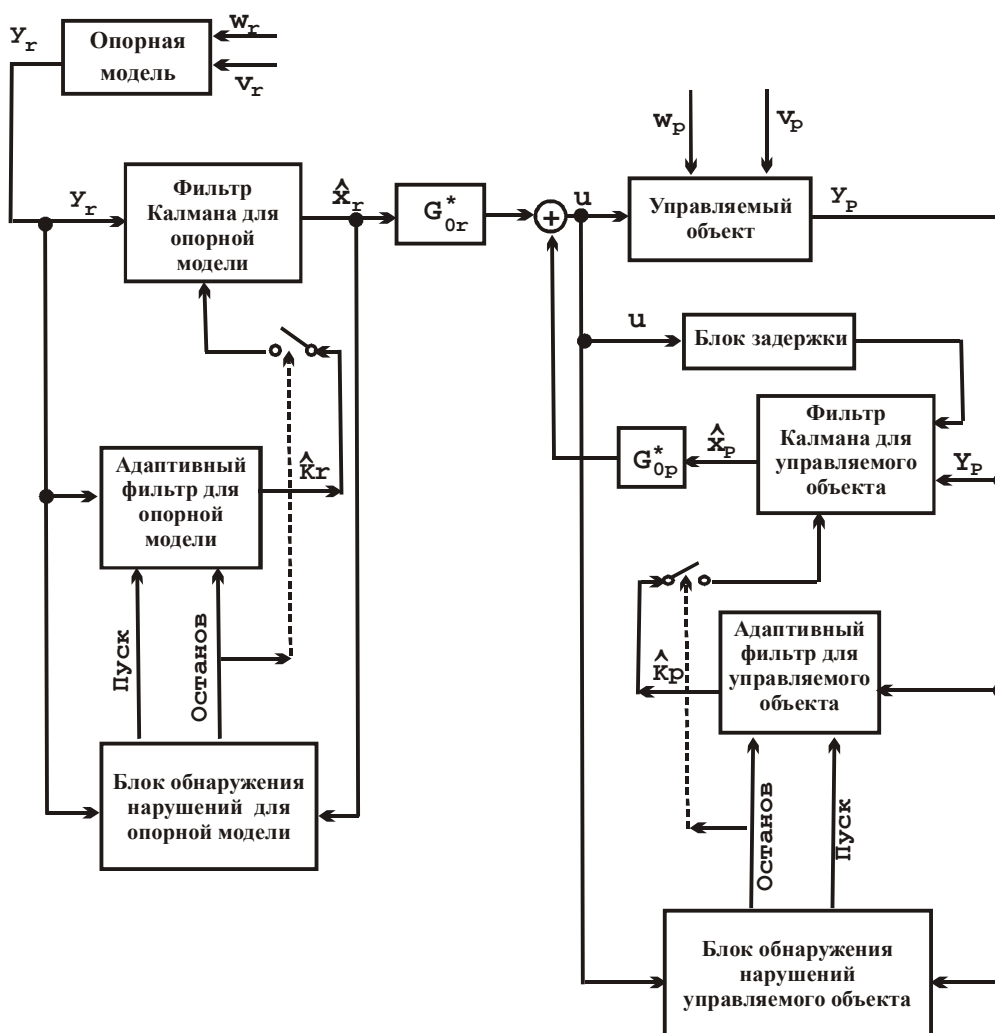 y_r
Опорная
модель
w_r
v_r
w_p
v_p
y_r
Фильтр
Калмана для
опорной
модели
x̂_r
G*_0r
+
u
Управляемый
объект
y_P
u
Блок задержки
Фильтр
Калмана для
управляемого
объекта
x̂_P
G*_0p
y_P
Адаптивный
фильтр для
опорной
модели
K̂r
Пуск
Останов
Адаптивный
фильтр для
управляемого
объекта
K̂p
Останов
Пуск
Блок обнаружения
нарушений для
опорной модели
Блок обнаружения
нарушений
управляемого объекта